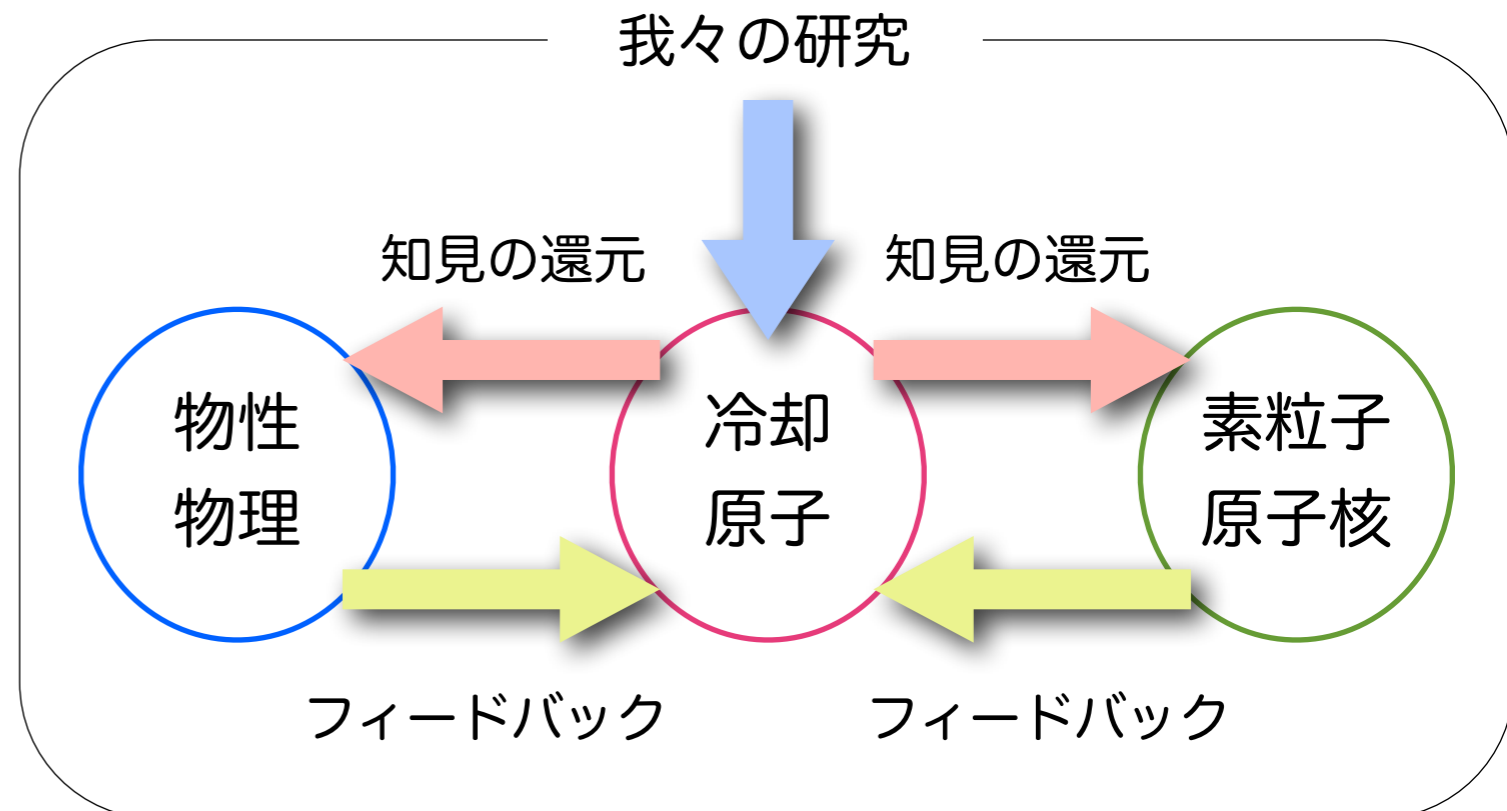 我々の研究
知見の還元
知見の還元
物性
物理
冷却
原子
素粒子
原子核
フィードバック
フィードバック